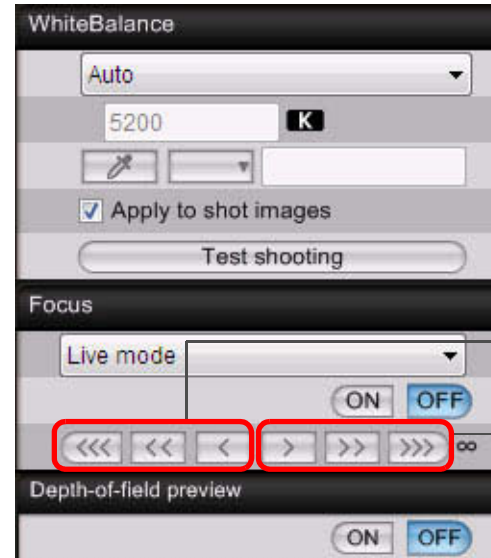 WhiteBalance
Auto
5200 K
Apply to shot images
Test shooting
Focus
Live mode
ON OFF
<<< << < > >> >>> ∞
Depth-of-field preview
ON OFF